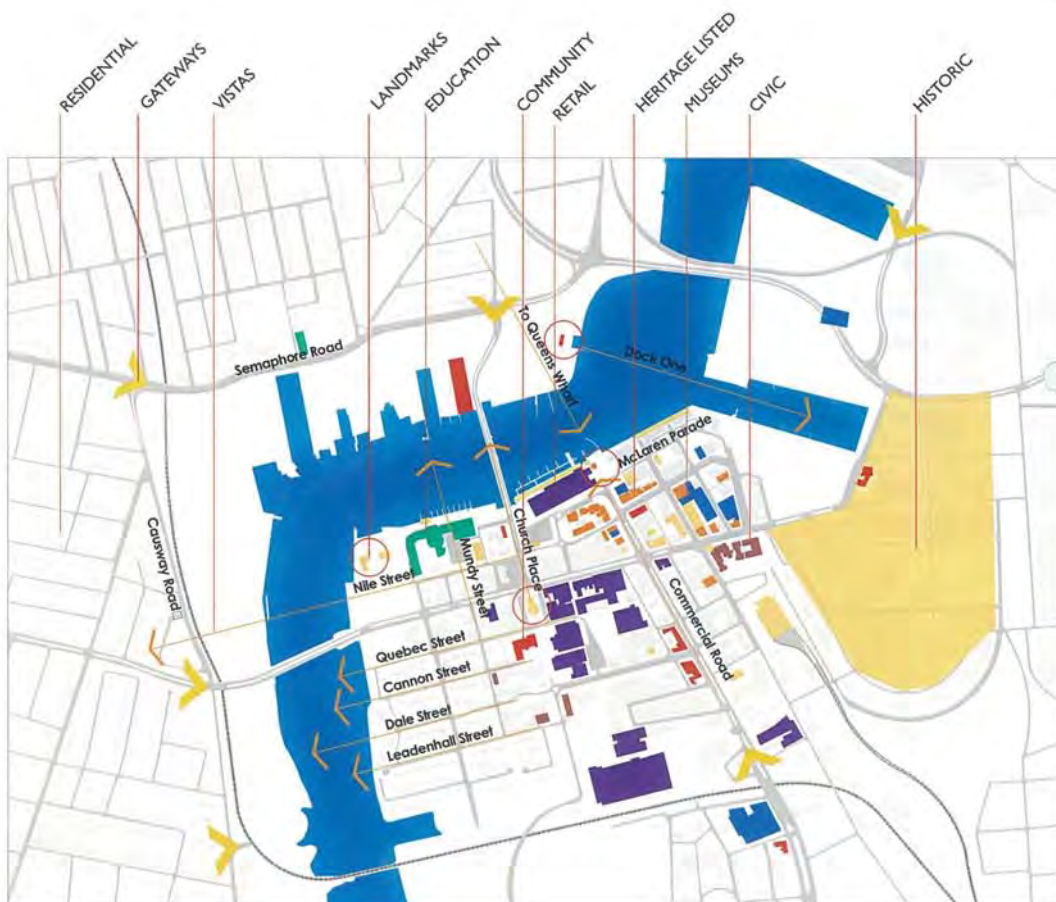 RESIDENTIAL
GATEWAYS
VISTAS
LANDMARKS
EDUCATION
COMMUNITY
RETAIL
HERITAGE LISTED
MUSEUMS
CIVIC
HISTORIC
Semaphore Road
To Queens Wharf
Dock One
McLaren Parade
Causway Road
Nile Street
Mundy Street
Church Place
Commercial Road
Quebec Street
Cannon Street
Dale Street
Leadenhall Street